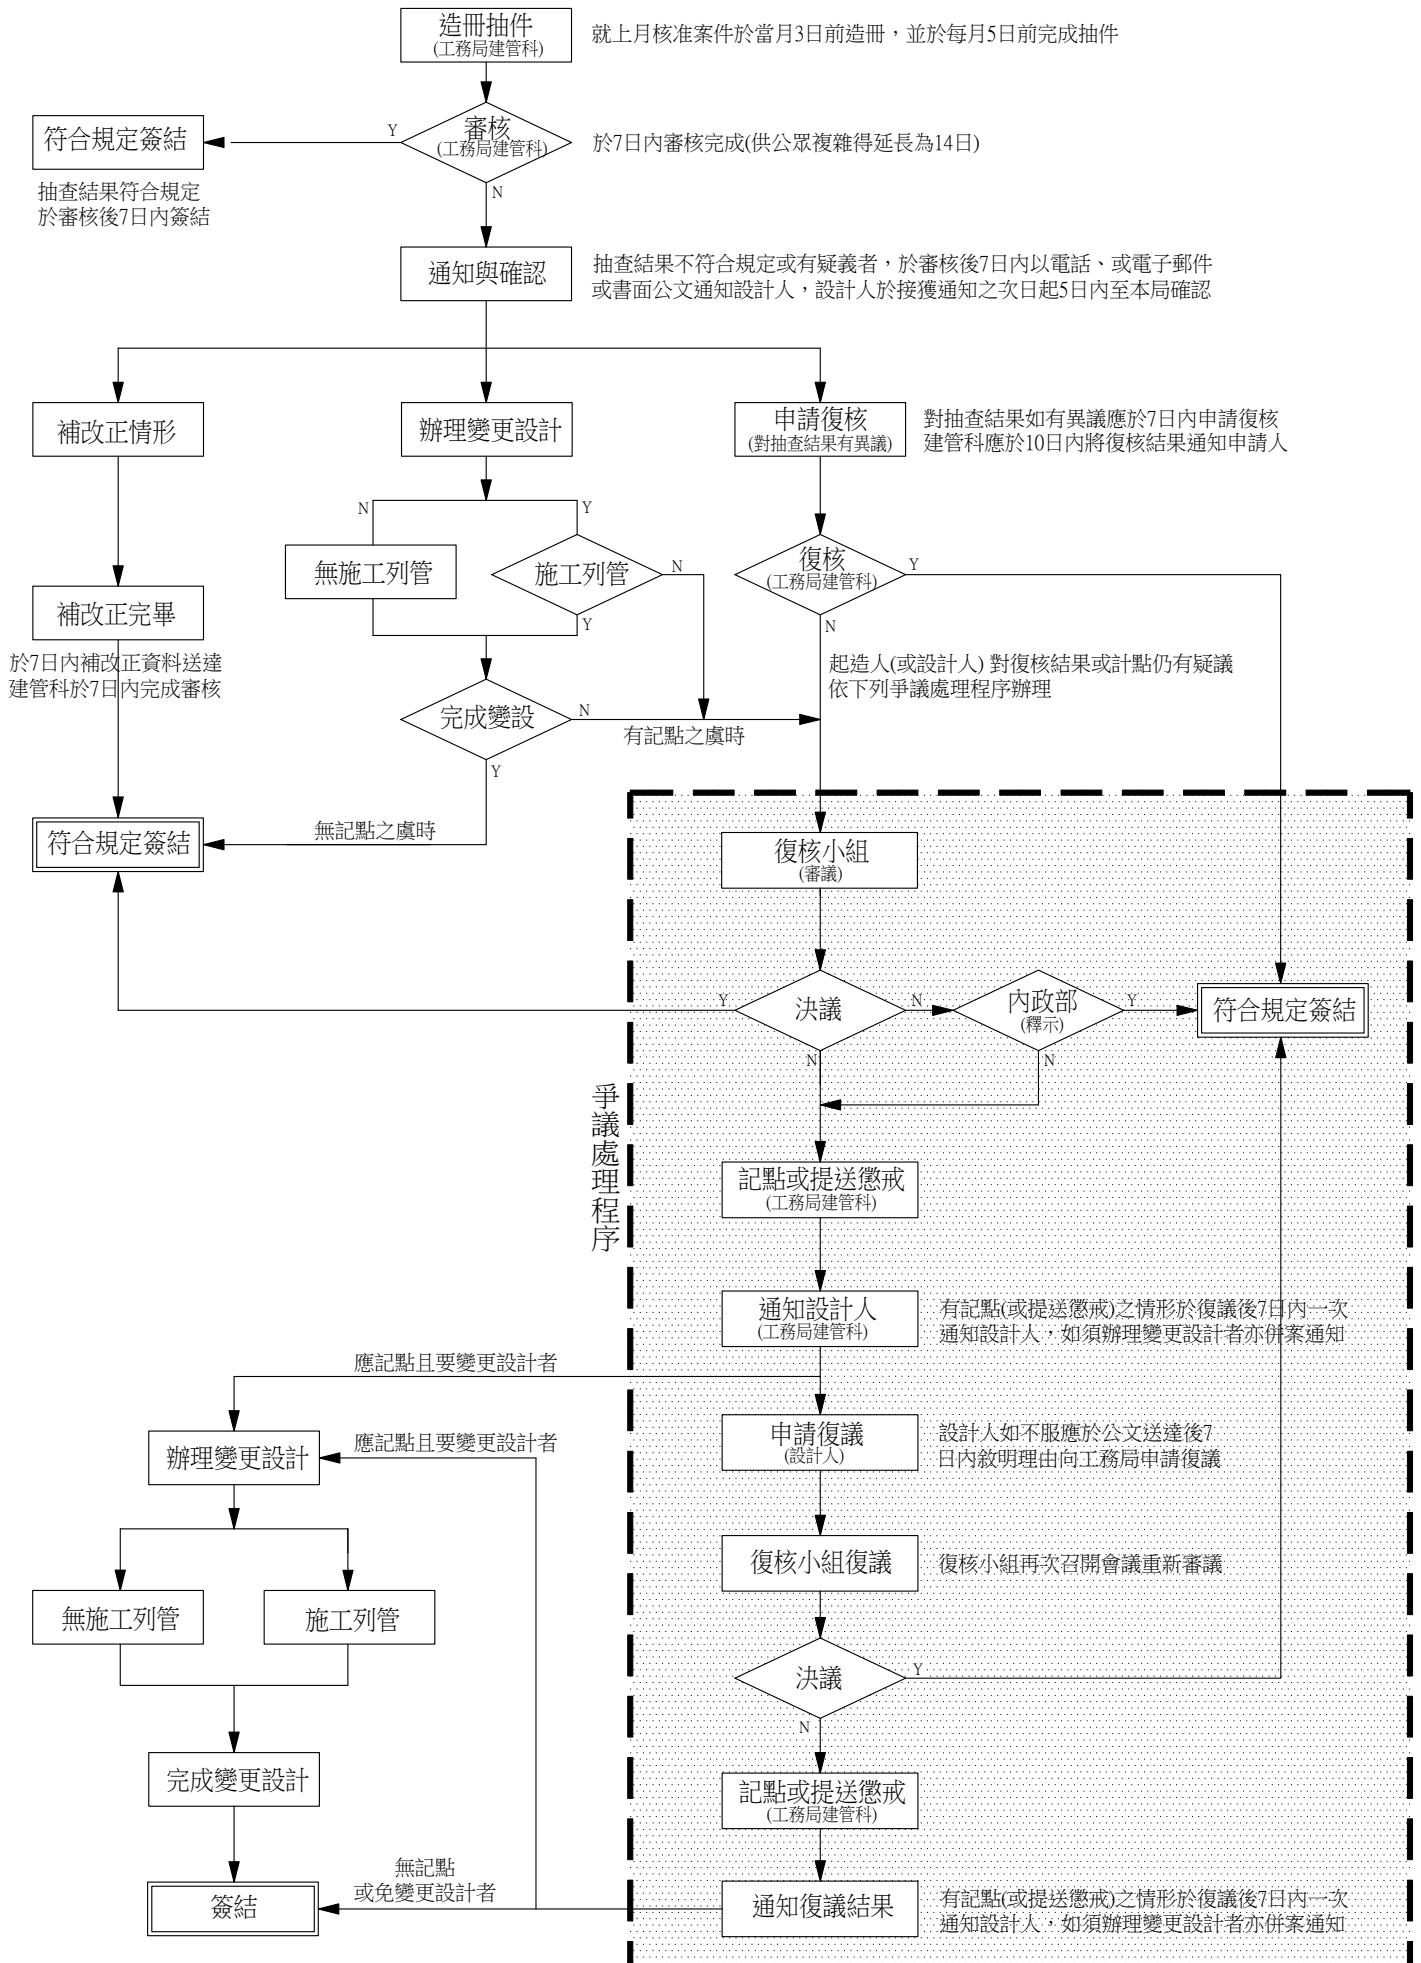 造冊抽件
(工務局建管科)
就上月核准案件於當月3日前造冊，並於每月5日前完成抽件
審核
(工務局建管科)
Y
N
於7日內審核完成(供公眾複雜得延長為14日)
符合規定簽結
抽查結果符合規定
於審核後7日內簽結
通知與確認
抽查結果不符合規定或有疑義者，於審核後7日內以電話、或電子郵件
或書面公文通知設計人，設計人於接獲通知之次日起5日內至本局確認
補改正情形
辦理變更設計
申請復核
(對抽查結果有異議)
對抽查結果如有異議應於7日內申請復核
建管科應於10日內將復核結果通知申請人
N
Y
無施工列管
施工列管
N
Y
復核
(工務局建管科)
Y
N
補改正完畢
於7日內補改正資料送達
建管科於7日內完成審核
起造人(或設計人) 對復核結果或計點仍有疑議
依下列爭議處理程序辦理
完成變設
N
Y
有記點之虞時
無記點之虞時
符合規定簽結
復核小組
(審議)
決議
Y
N
N
內政部
(釋示)
Y
N
符合規定簽結
爭議處理程序
記點或提送懲戒
(工務局建管科)
通知設計人
(工務局建管科)
有記點(或提送懲戒)之情形於復議後7日內一次
通知設計人，如須辦理變更設計者亦併案通知
應記點且要變更設計者
申請復議
(設計人)
設計人如不服應於公文送達後7
日內敘明理由向工務局申請復議
辦理變更設計
應記點且要變更設計者
復核小組復議
復核小組再次召開會議重新審議
無施工列管
施工列管
決議
Y
N
完成變更設計
記點或提送懲戒
(工務局建管科)
無記點
或免變更設計者
簽結
通知復議結果
有記點(或提送懲戒)之情形於復議後7日內一次
通知設計人，如須辦理變更設計者亦併案通知